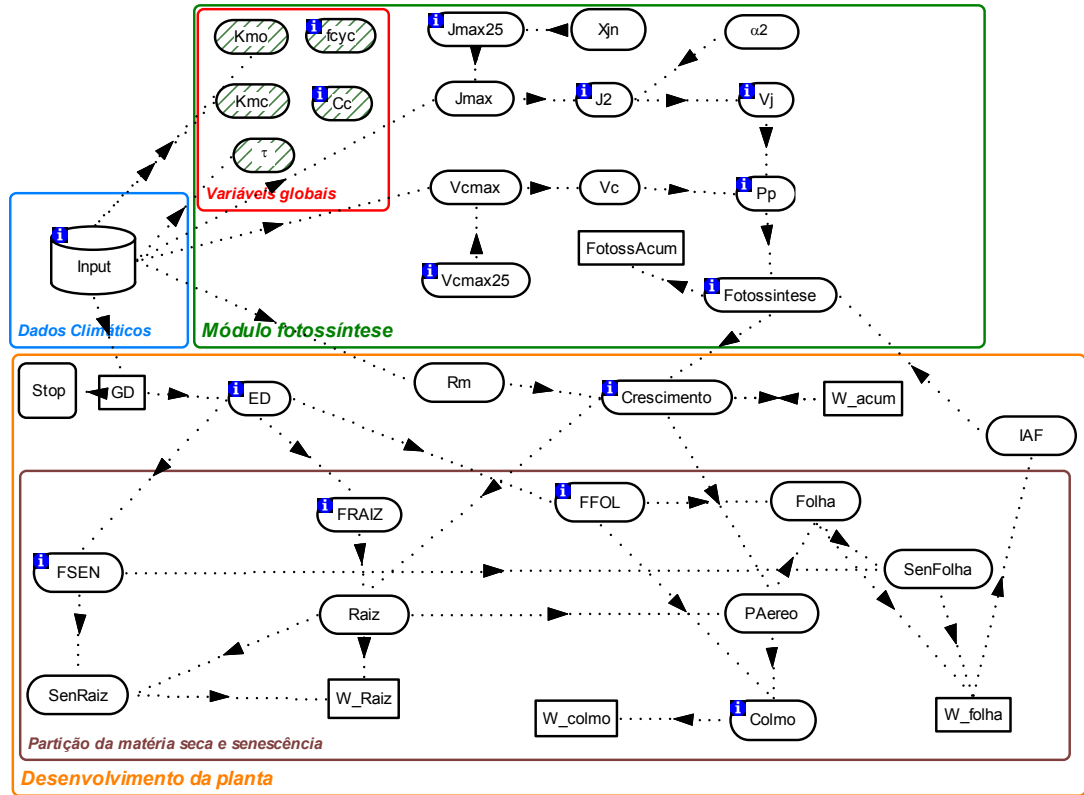 Kmo
fcyc
Jmax25
Xjn
α2
Kmc
Cc
Jmax
J2
Vj
τ
Variáveis globais
Vcmax
Vc
Pp
Input
FotossAcum
Vcmax25
Fotossintese
Dados Climáticos
Módulo fotossíntese
Stop
GD
ED
Rm
Crescimento
W_acum
IAF
FRAIZ
FFOL
Folha
FSEN
SenFolha
Raiz
PAereo
SenRaiz
W_Raiz
W_colmo
Colmo
W_folha
Partição da matéria seca e senescência
Desenvolvimento da planta